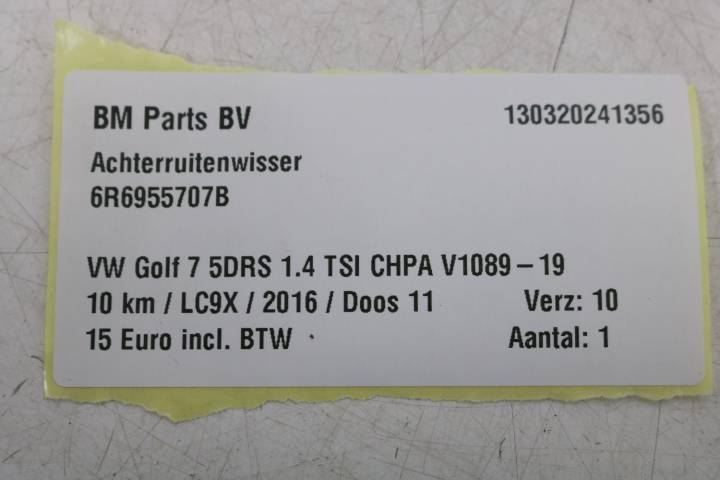 BM Parts BV 130320241356
Achterruitenwisser
6R6955707B
VW Golf 7 5DRS 1.4 TSI CHPA V1089 – 19
10 km / LC9X / 2016 / Doos 11 Verz: 10
15 Euro incl. BTW Aantal: 1